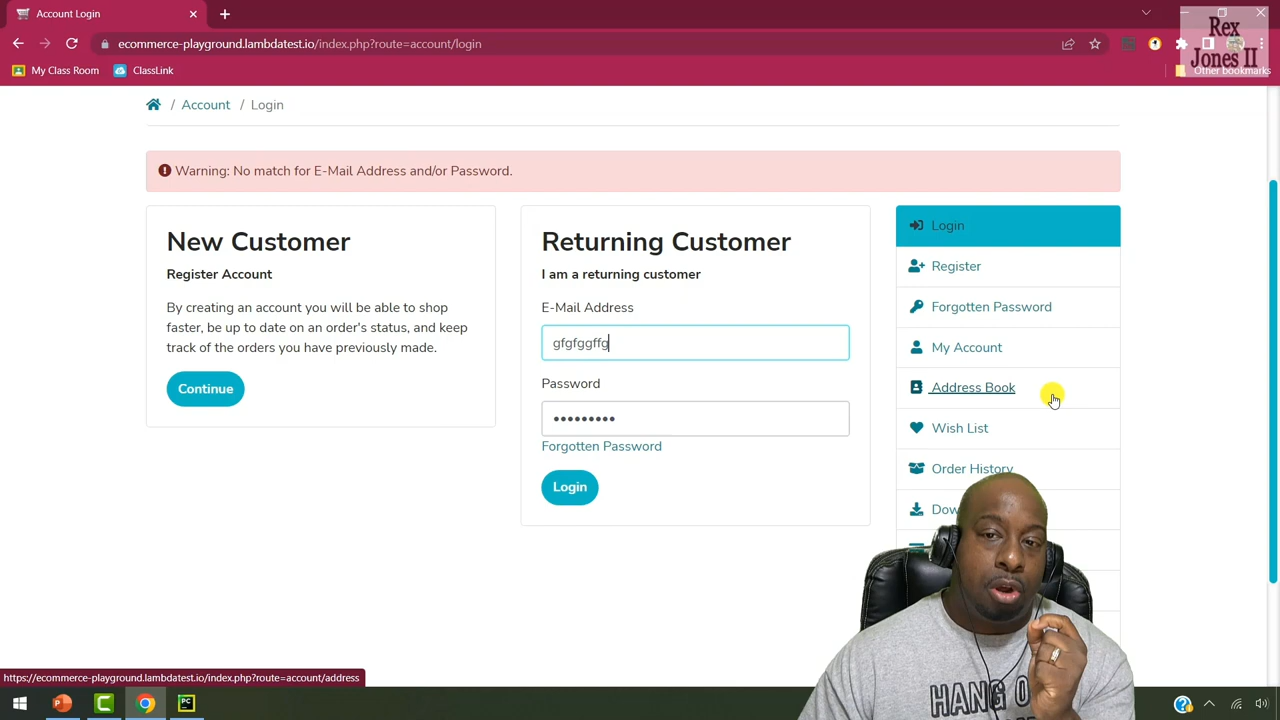 Account Login
Rex
Jones II
ecommerce-playground.lambdatest.io/index.php?route=account/login
My Class Room
ClassLink
Other bookmarks
/ Account / Login
Warning: No match for E-Mail Address and/or Password.
New Customer
Register Account
By creating an account you will be able to shop
faster, be up to date on an order's status, and keep
track of the orders you have previously made.
Continue
Returning Customer
I am a returning customer
E-Mail Address
gfgfggffg
Password
•••••••••
Forgotten Password
Login
Login
Register
Forgotten Password
My Account
Address Book
Wish List
Order History
Dow
HANG O
https://ecommerce-playground.lambdatest.io/index.php?route=account/address